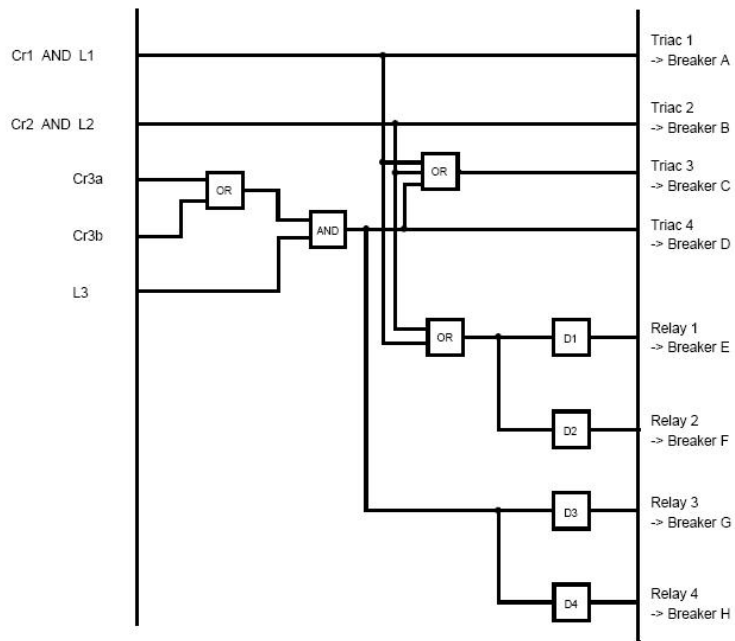 Cr1 AND L1
Triac 1
-> Breaker A
Cr2 AND L2
Triac 2
-> Breaker B
Cr3a
OR
OR
Triac 3
-> Breaker C
Cr3b
AND
Triac 4
-> Breaker D
L3
OR
D1
Relay 1
-> Breaker E
D2
Relay 2
-> Breaker F
D3
Relay 3
-> Breaker G
D4
Relay 4
-> Breaker H